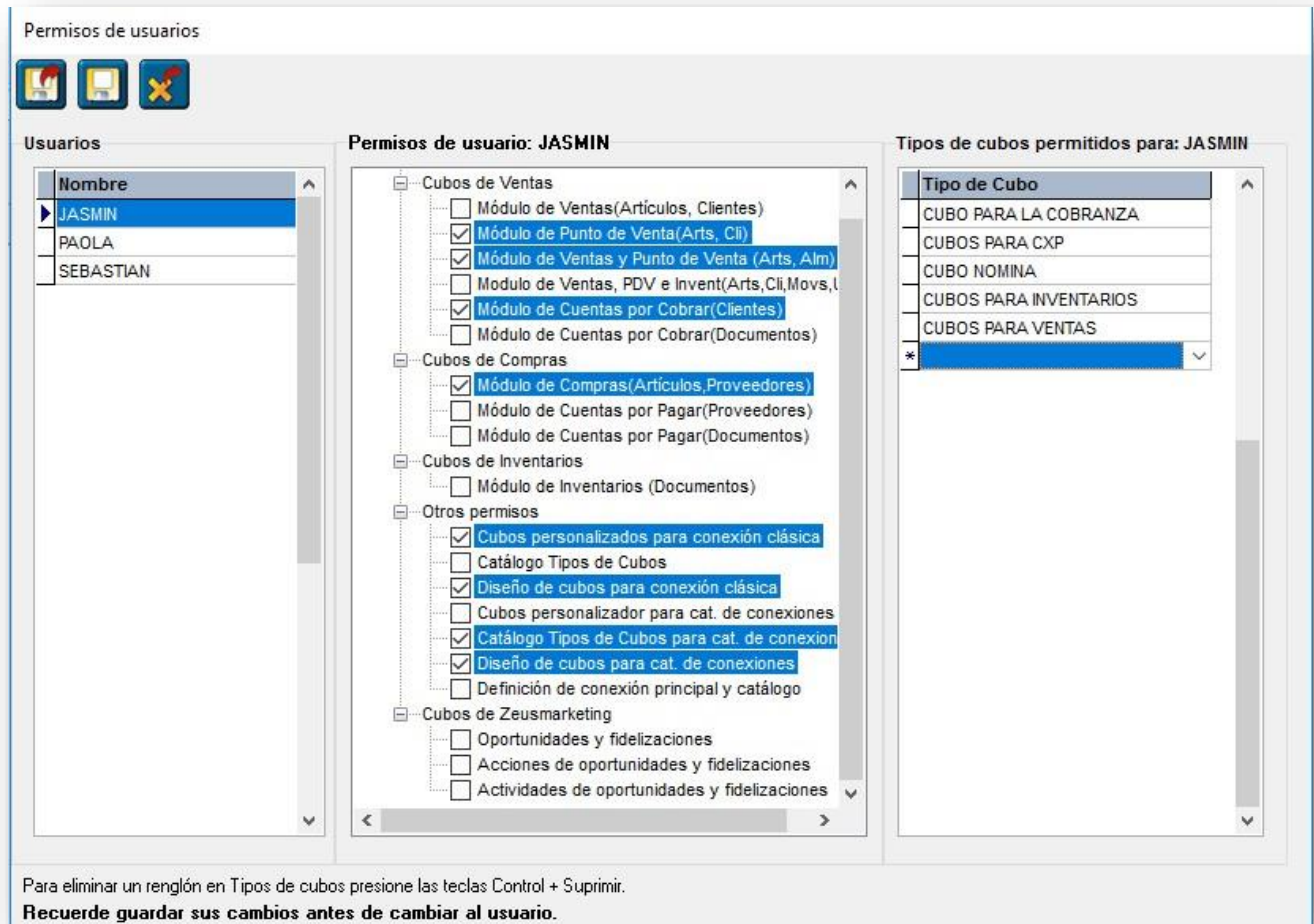 Permisos de usuarios
Usuarios
Nombre
JASMIN
PAOLA
SEBASTIAN
Permisos de usuario: JASMIN
Cubos de Ventas
Módulo de Ventas(Artículos, Clientes)
Módulo de Punto de Venta(Arts, Cli)
Módulo de Ventas y Punto de Venta (Arts, Alm)
Modulo de Ventas, PDV e Invent(Arts,Cli,Movs,
Módulo de Cuentas por Cobrar(Clientes)
Módulo de Cuentas por Cobrar(Documentos)
Cubos de Compras
Módulo de Compras(Artículos,Proveedores)
Módulo de Cuentas por Pagar(Proveedores)
Módulo de Cuentas por Pagar(Documentos)
Cubos de Inventarios
Módulo de Inventarios (Documentos)
Otros permisos
Cubos personalizados para conexión clásica
Catálogo Tipos de Cubos
Diseño de cubos para conexión clásica
Cubos personalizador para cat. de conexiones
Catálogo Tipos de Cubos para cat. de conexion
Diseño de cubos para cat. de conexiones
Definición de conexión principal y catálogo
Cubos de Zeusmarketing
Oportunidades y fidelizaciones
Acciones de oportunidades y fidelizaciones
Actividades de oportunidades y fidelizaciones
Tipos de cubos permitidos para: JASMIN
Tipo de Cubo
CUBO PARA LA COBRANZA
CUBOS PARA CXP
CUBO NOMINA
CUBOS PARA INVENTARIOS
CUBOS PARA VENTAS
*
Para eliminar un renglón en Tipos de cubos presione las teclas Control + Suprimir.
Recuerde guardar sus cambios antes de cambiar al usuario.